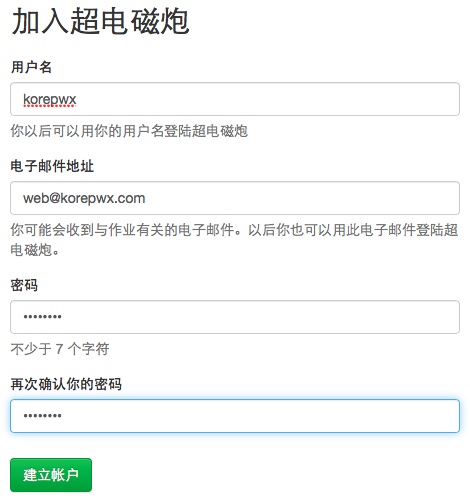 加入超电磁炮
用户名
korepwx
你以后可以用你的用户名登陆超电磁炮
电子邮件地址
web@korepwx.com
你可能会收到与作业有关的电子邮件。以后你也可以用此电子邮件登陆超
电磁炮。
密码
••••••••
不少于 7 个字符
再次确认你的密码
••••••••
建立帐户